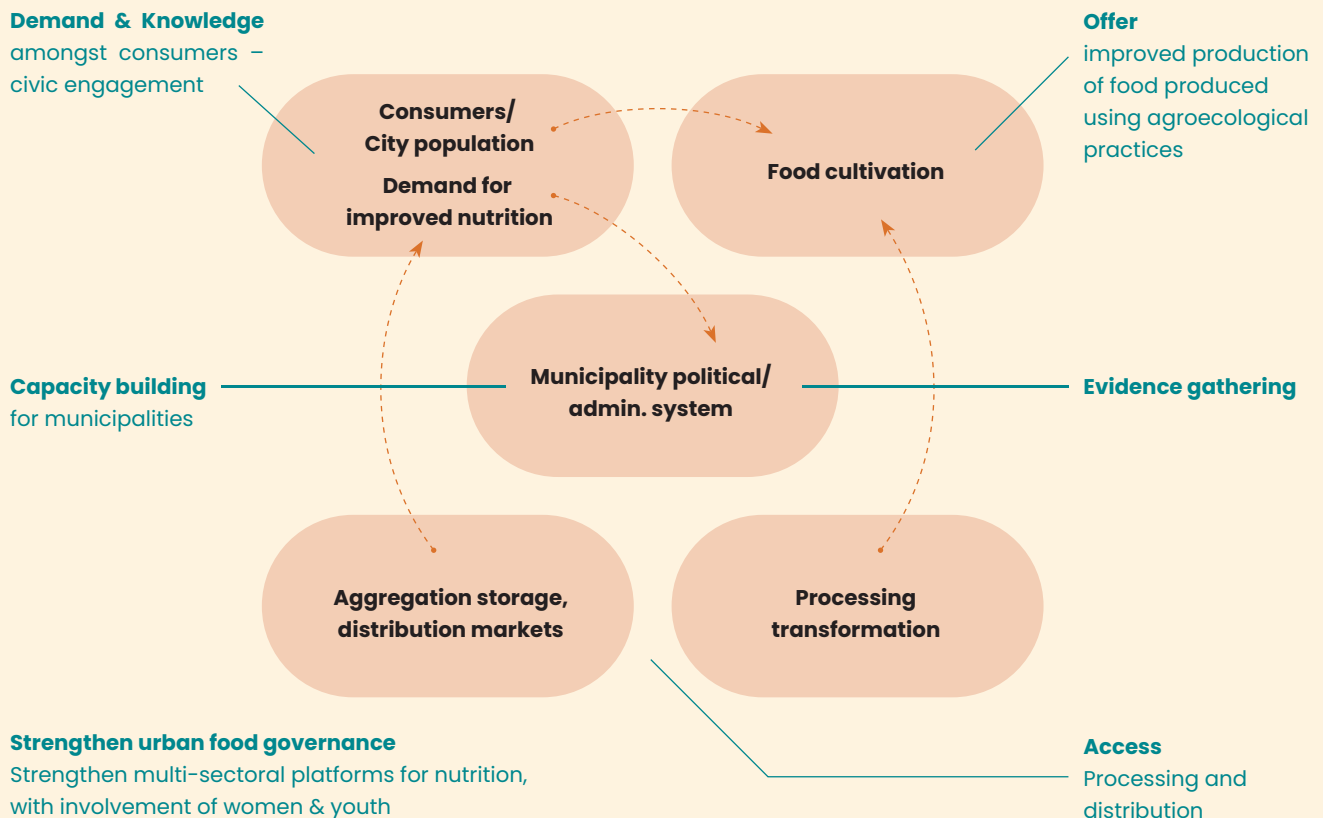 Demand & Knowledge
amongst consumers –
civic engagement
Offer
improved production
of food produced
using agroecological
practices
Consumers/
City population
Demand for
improved nutrition
Food cultivation
Capacity building
for municipalities
Municipality political/
admin. system
Evidence gathering
Aggregation storage,
distribution markets
Processing
transformation
Strengthen urban food governance
Strengthen multi-sectoral platforms for nutrition,
with involvement of women & youth
Access
Processing and
distribution